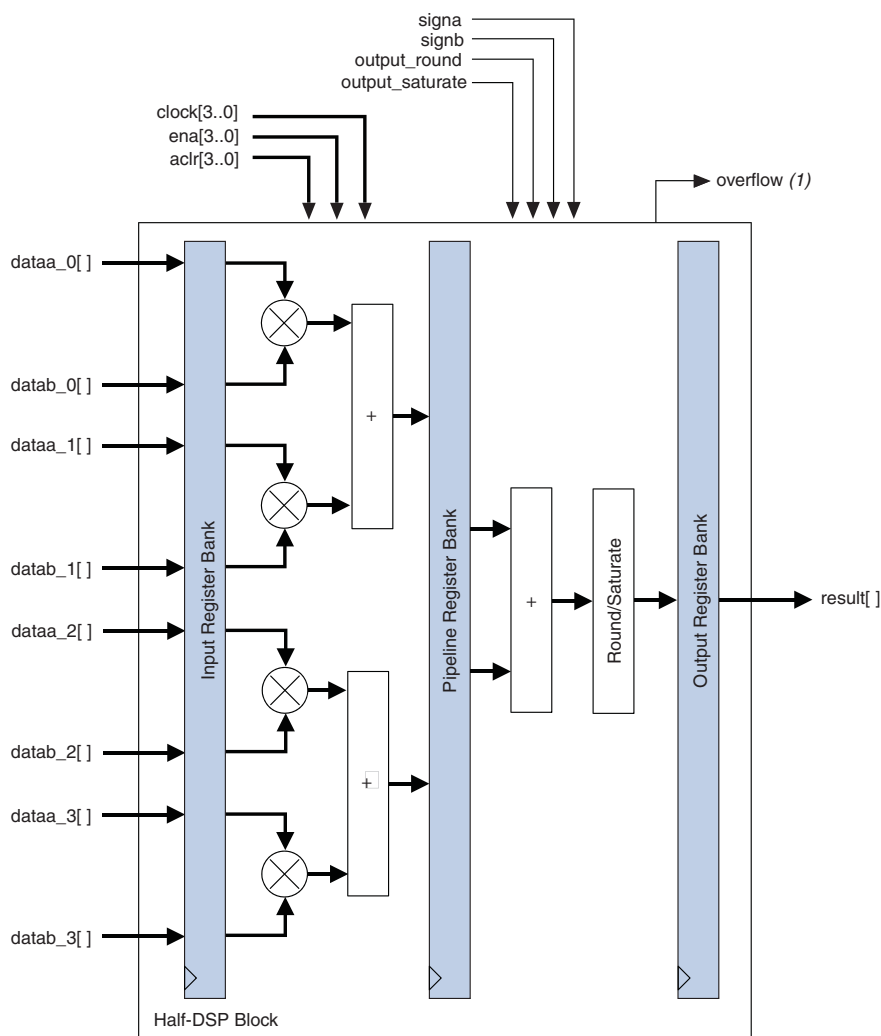 signa
signb
output_round
output_saturate
clock[3..0]
ena[3..0]
aclr[3..0]
overflow (1)
dataa_0[ ]
datab_0[ ]
dataa_1[ ]
datab_1[ ]
dataa_2[ ]
datab_2[ ]
dataa_3[ ]
datab_3[ ]
Input Register Bank
+
+
Pipeline Register Bank
+
Round/Saturate
Output Register Bank
result[ ]
Half-DSP Block